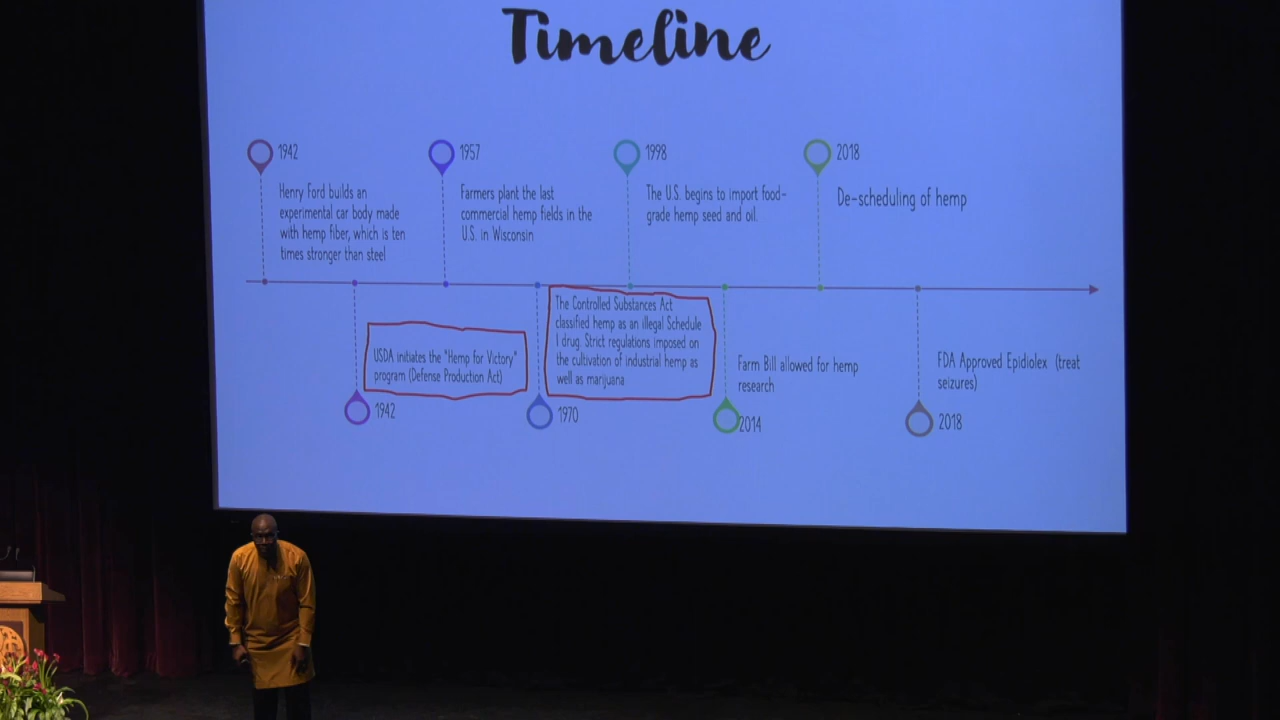 Timeline
1942
Henry Ford builds an
experimental car body made
with hemp fiber, which is ten
times stronger than steel
1957
Farmers plant the last
commercial hemp fields in the
U.S. in Wisconsin
1998
The U.S. begins to import food-
grade hemp seed and oil.
2018
De-scheduling of hemp
USDA initiates the "Hemp for Victory"
program (Defense Production Act)
1942
The Controlled Substances Act
classified hemp as an illegal Schedule
I drug. Strict regulations imposed on
the cultivation of industrial hemp as
well as marijuana
1970
Farm Bill allowed for hemp
research
2014
FDA Approved Epidiolex (treat
seizures)
2018